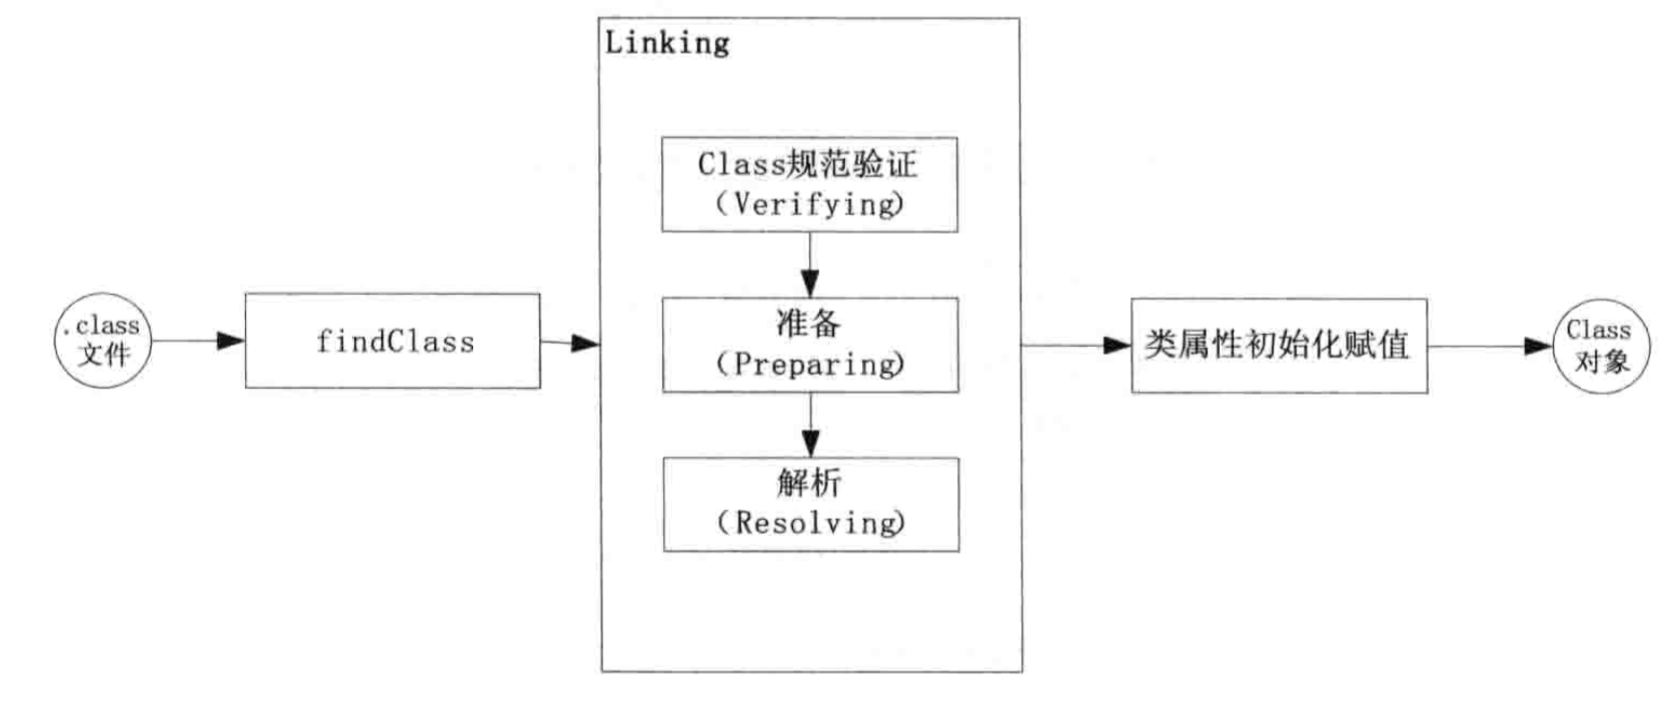 .class
文件
findClass
Linking
Class规范验证
(Verifying)
准备
(Preparing)
解析
(Resolving)
类属性初始化赋值
Class
对象